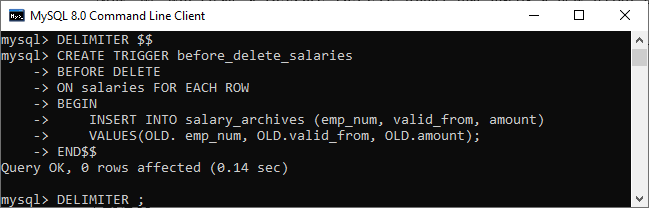 MySQL 8.0 Command Line Client
mysql> DELIMITER $$
mysql> CREATE TRIGGER before_delete_salaries
    -> BEFORE DELETE
    -> ON salaries FOR EACH ROW
    -> BEGIN
    ->     INSERT INTO salary_archives (emp_num, valid_from, amount)
    ->     VALUES(OLD. emp_num, OLD.valid_from, OLD.amount);
    -> END$$
Query OK, 0 rows affected (0.14 sec)
mysql> DELIMITER ;